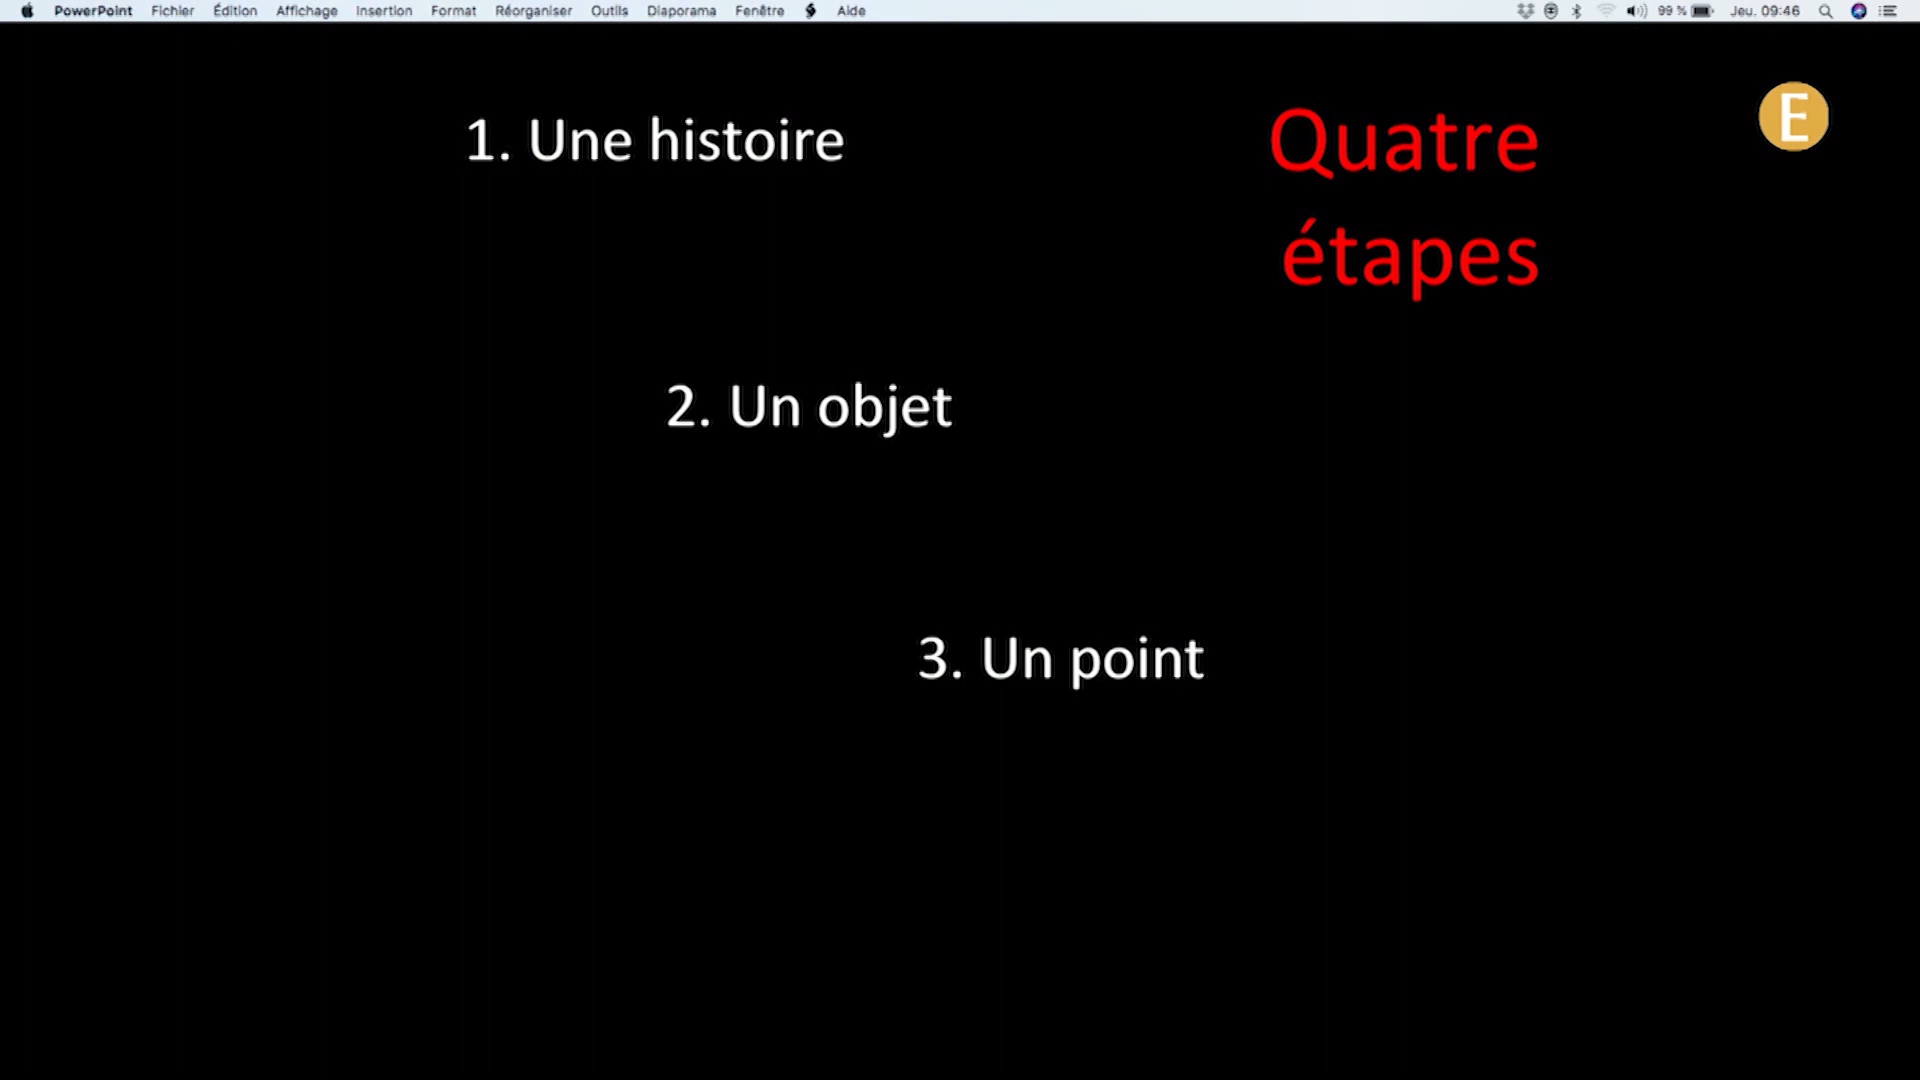 PowerPoint Fichier Édition Affichage Insertion Format Réorganiser Outils Diaporama Fenêtre Aide 99 % Jeu. 09:46
E
1. Une histoire
Quatre
étapes
2. Un objet
3. Un point